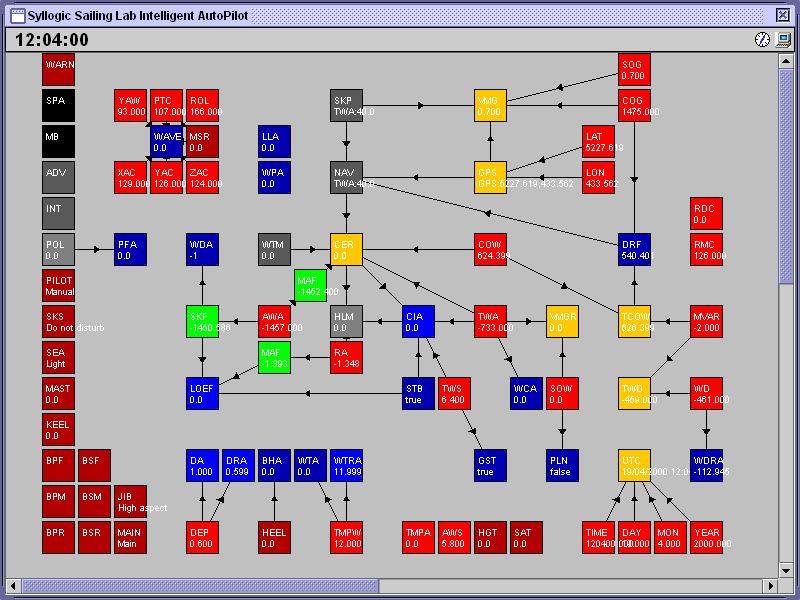 Syllogic Sailing Lab Intelligent AutoPilot
12:04:00
WARN
SOG
0.700
SPA
YAW
93.000
PTC
107.000
ROL
166.000
SKP
TWA:40.0
VMG
0.0
COG
1475.000
MB
WAVE
0.0
MSR
0.0
LLA
0.0
LAT
5227.619
ADV
XAC
129.000
YAC
126.000
ZAC
124.000
WPA
0.0
NAV
TWA:40.0
GPS
GPS:5227.619,433.562
LON
433.562
INT
RDC
0.0
POL
0.0
PFA
0.0
WDA
-1
WTM
0.0
CER
0.0
COW
624.399
DRF
540.401
RMC
126.000
PILOT
Manual
MAF
-1452.400
SKS
Do not disturb
SKF
-1450.586
AWA
-1457.000
HLM
0.0
CIA
0.0
TWA
-733.000
VMGR
0.0
TCOW
626.399
MVAR
-2.000
SEA
Light
MAF
-1.393
RA
-1.348
MAST
0.0
LOEF
0.0
STB
true
TWS
6.400
WCA
0.0
SOW
0.0
TWD
-459.000
WD
-461.000
KEEL
0.0
BPF
BSF
DA
1.000
DRA
0.599
BHA
0.0
WTA
0.0
WTRA
11.999
GST
true
PLN
false
UTC
19/04/2000 12:0
WDRA
-112.945
BPM
BSM
JIB
High aspect
BPR
BSR
MAIN
Main
DEP
0.600
HEEL
0.0
TMPW
12.000
TMPA
0.0
AWS
5.800
HGT
0.0
SAT
0.0
TIME
120400.000
DAY
MON
4.000
YEAR
2000.000